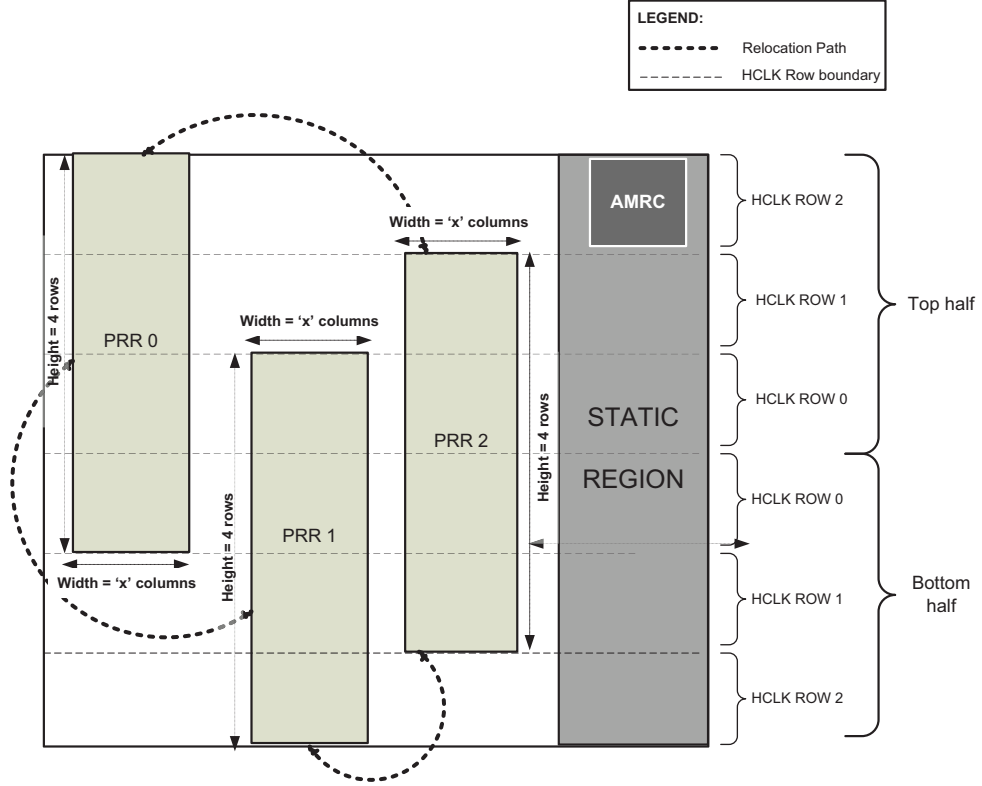 LEGEND:
Relocation Path
HCLK Row boundary
AMRC
HCLK ROW 2
Width = ‘x’ columns
HCLK ROW 1
Top half
Width = ‘x’ columns
Height = 4 rows
PRR 0
HCLK ROW 0
STATIC
PRR 2
Height = 4 rows
REGION
HCLK ROW 0
PRR 1
Height = 4 rows
Width = ‘x’ columns
HCLK ROW 1
Bottom
half
HCLK ROW 2